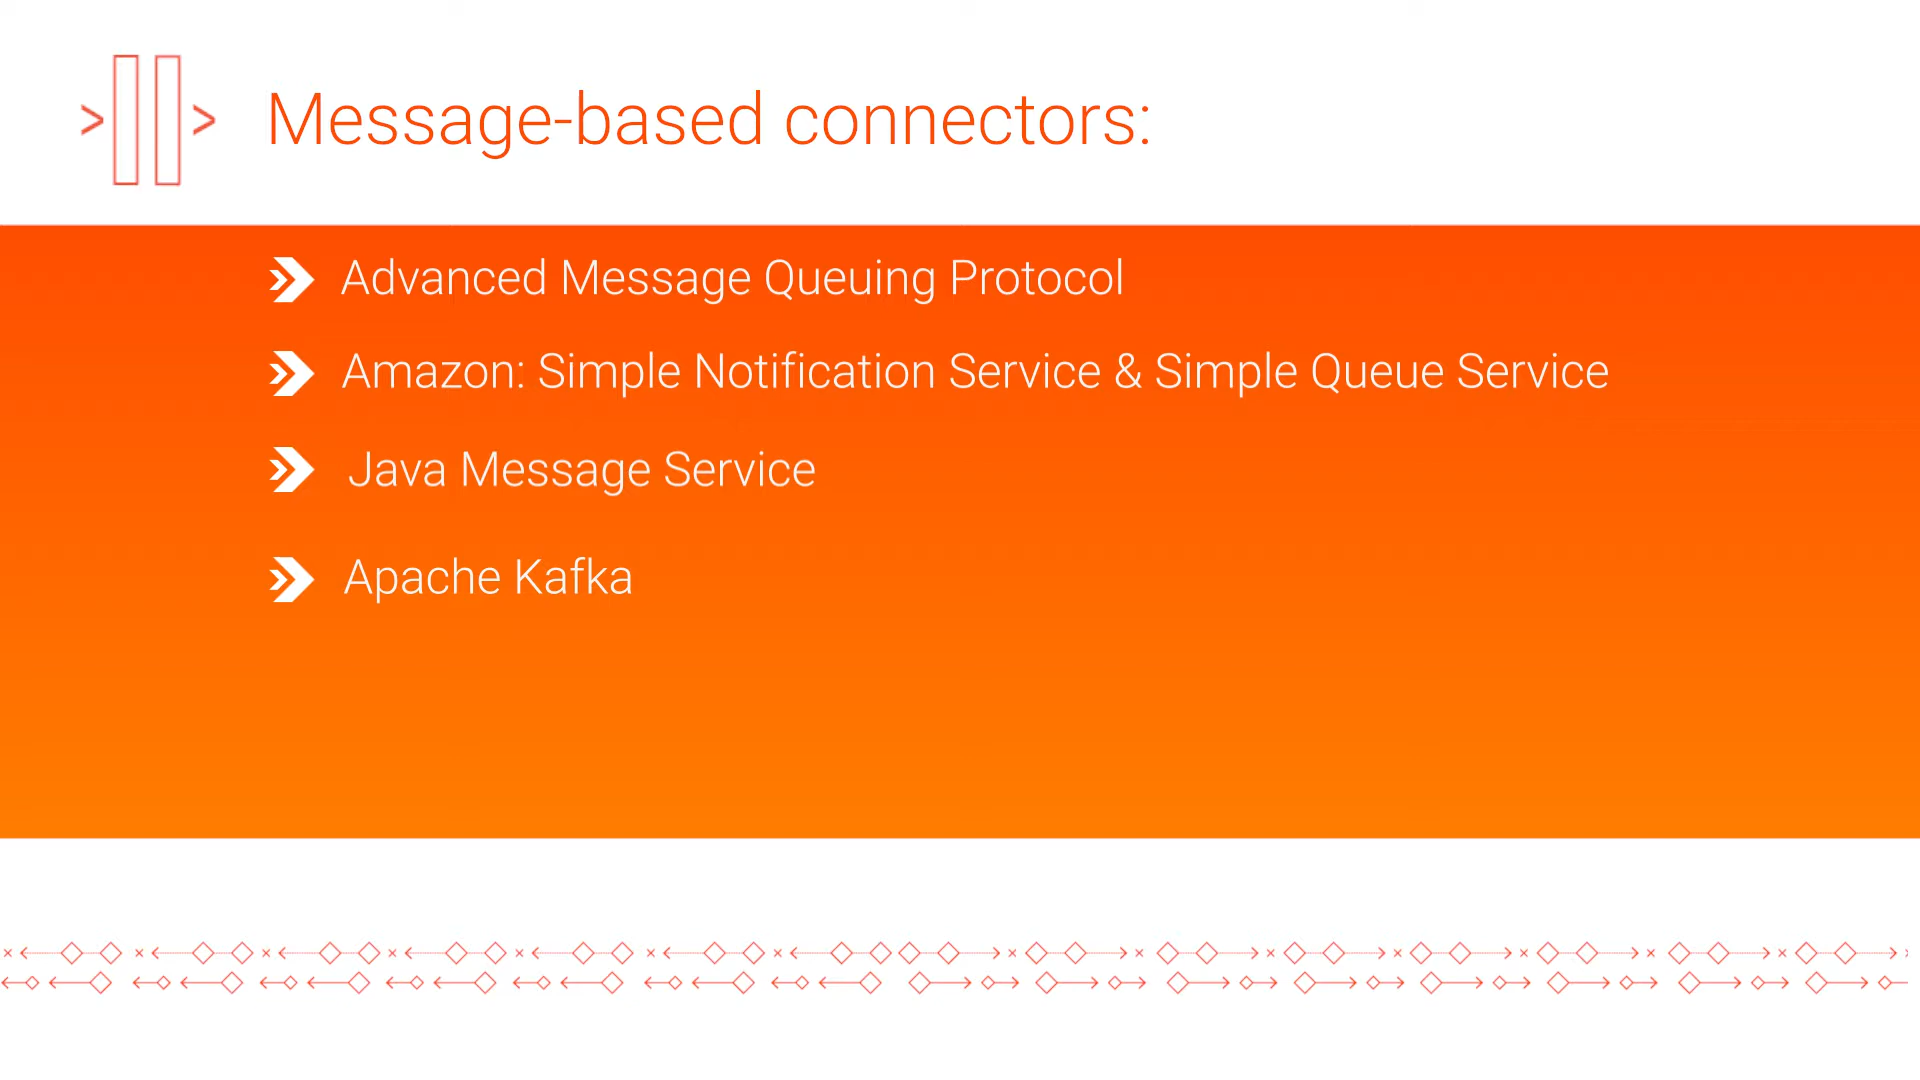 Message-based connectors:
Advanced Message Queuing Protocol
Amazon: Simple Notification Service & Simple Queue Service
Java Message Service
Apache Kafka